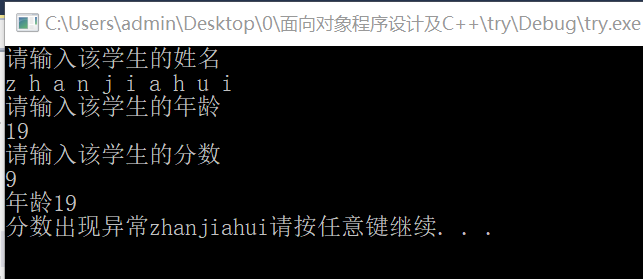 C:\Users\admin\Desktop\0\面向对象程序设计及C++\try\Debug\try.exe
请输入该学生的姓名
z h a n j i a h u i
请输入该学生的年龄
19
请输入该学生的分数
9
年龄19
分数出现异常zhanjiahui请按任意键继续. . .